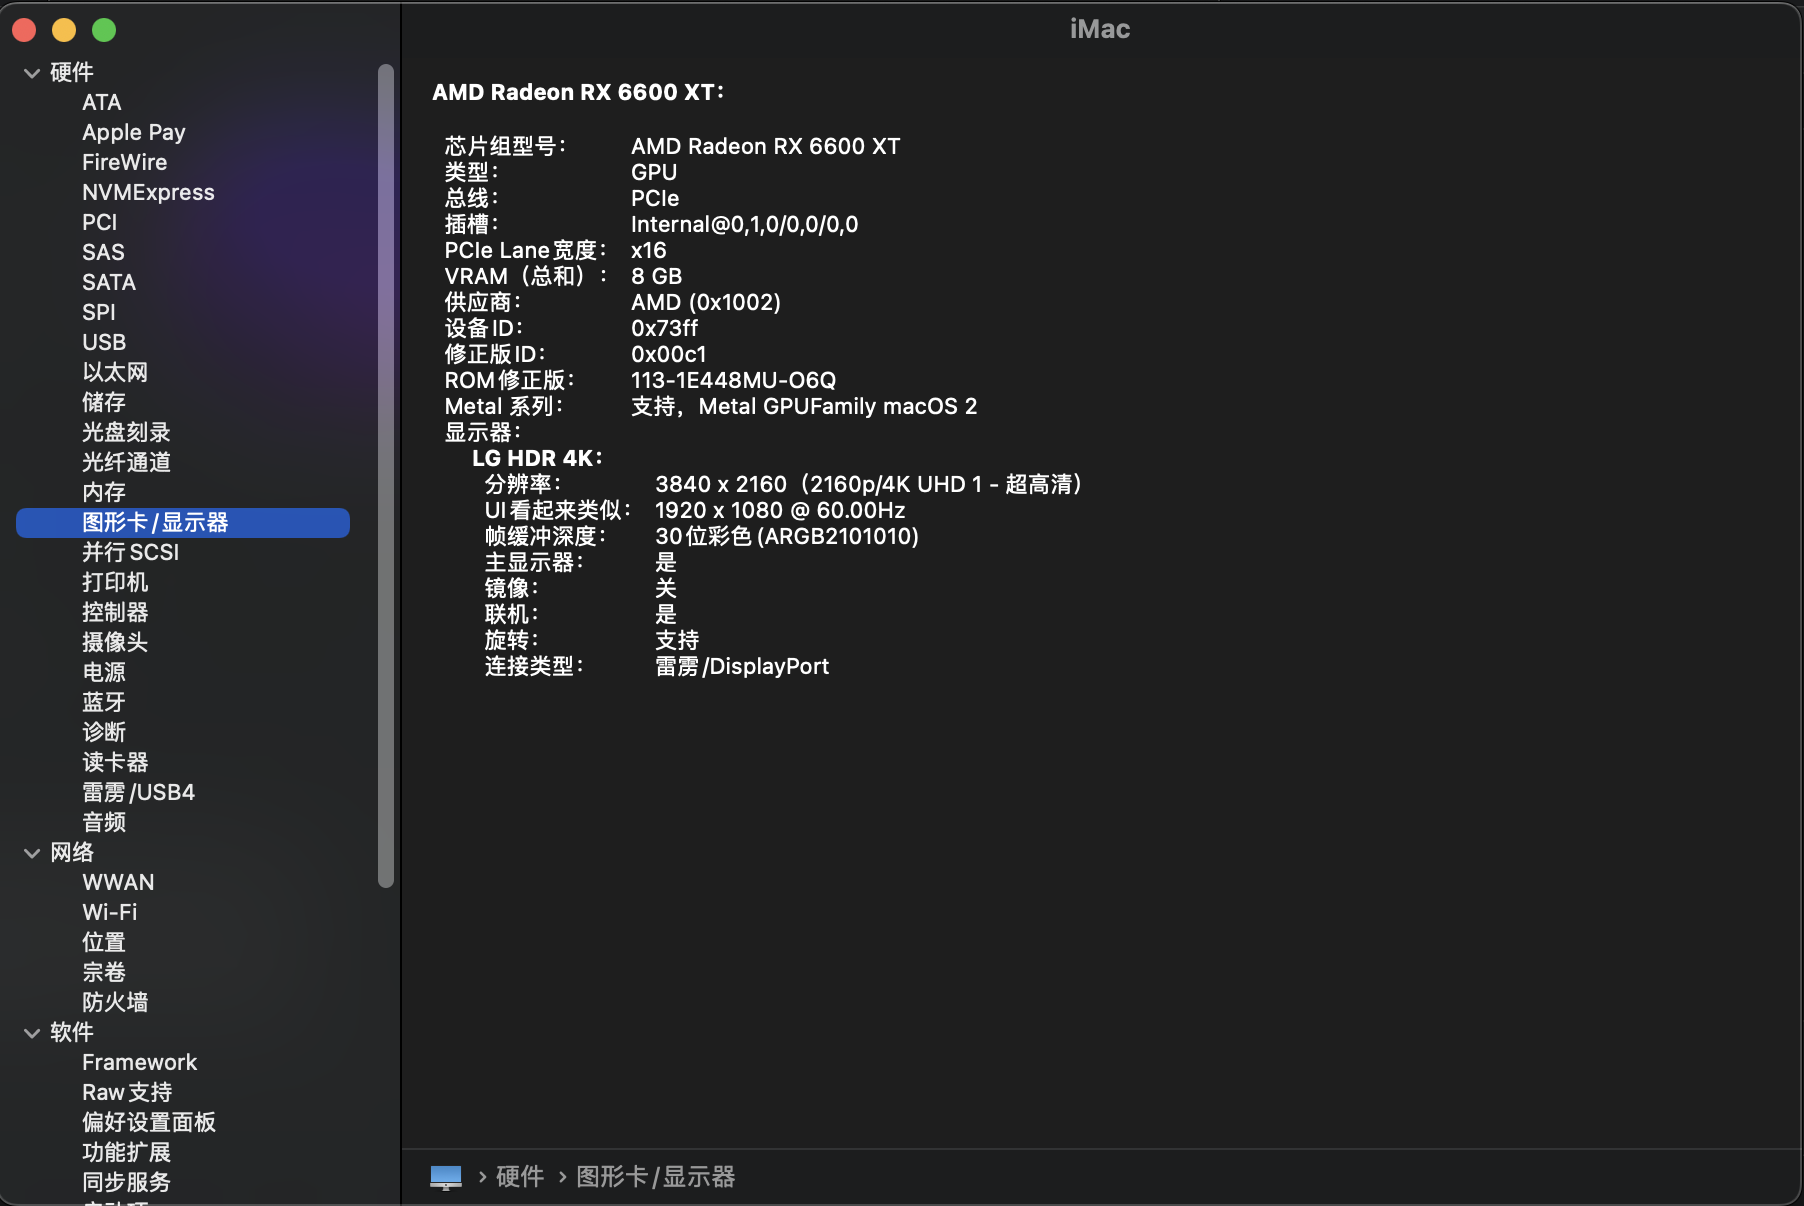 iMac
硬件
ATA
Apple Pay
FireWire
NVMExpress
PCI
SAS
SATA
SPI
USB
以太网
储存
光盘刻录
光纤通道
内存
图形卡/显示器
并行SCSI
打印机
控制器
摄像头
电源
蓝牙
诊断
读卡器
雷雳/USB4
音频
网络
WWAN
Wi-Fi
位置
宗卷
防火墙
软件
Framework
Raw支持
偏好设置面板
功能扩展
同步服务
AMD Radeon RX 6600 XT：
芯片组型号： AMD Radeon RX 6600 XT
类型： GPU
总线： PCIe
插槽： Internal@0,1,0/0,0/0,0
PCIe Lane宽度： x16
VRAM（总和）： 8 GB
供应商： AMD (0x1002)
设备ID： 0x73ff
修正版ID： 0x00c1
ROM修正版： 113-1E448MU-O6Q
Metal 系列： 支持，Metal GPUFamily macOS 2
显示器：
LG HDR 4K：
分辨率： 3840 x 2160（2160p/4K UHD 1 - 超高清）
UI看起来类似： 1920 x 1080 @ 60.00Hz
帧缓冲深度： 30位彩色 (ARGB2101010)
主显示器： 是
镜像： 关
联机： 是
旋转： 支持
连接类型： 雷雳/DisplayPort
› 硬件 › 图形卡/显示器